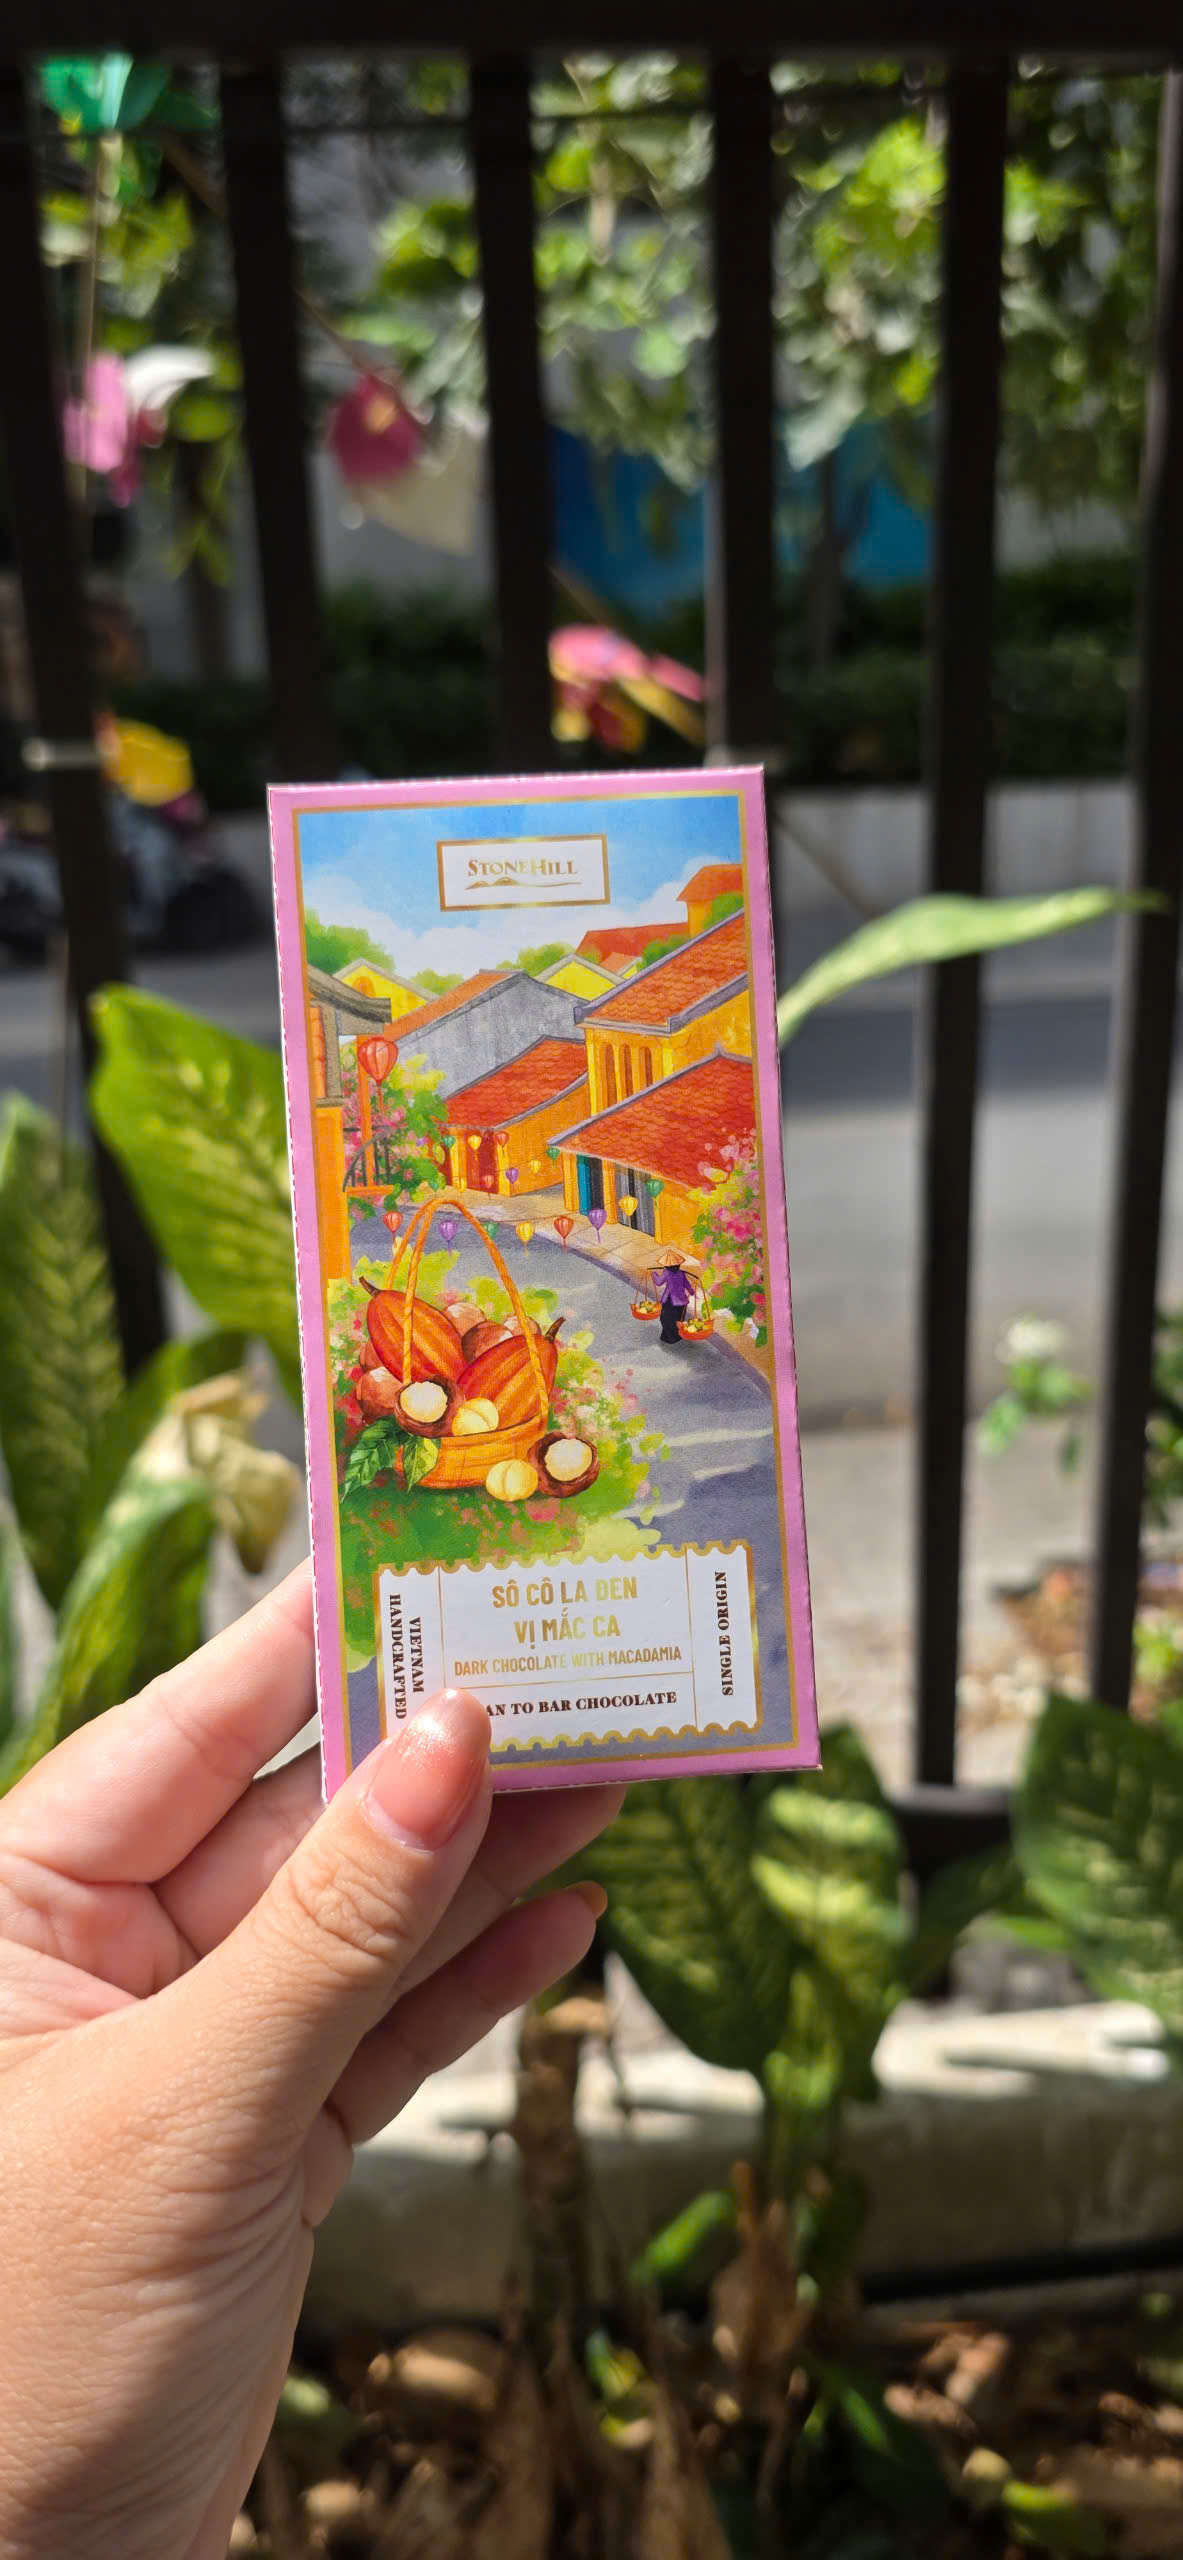 STONEHILL
VIETNAM
HANDCRAFTED
SÔ CÔ LA ĐEN
VỊ MẮC CA
DARK CHOCOLATE WITH MACADAMIA
TO BAR CHOCOLATE
SINGLE ORIGIN